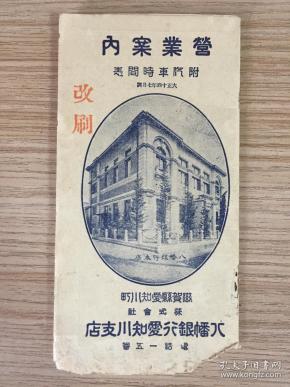 營業案内
附汽車時間表
大正十四年七月調
改刷
八幡銀行本店
滋賀縣愛知川町
株式會社
八幡銀行愛知川支店
電話一五番